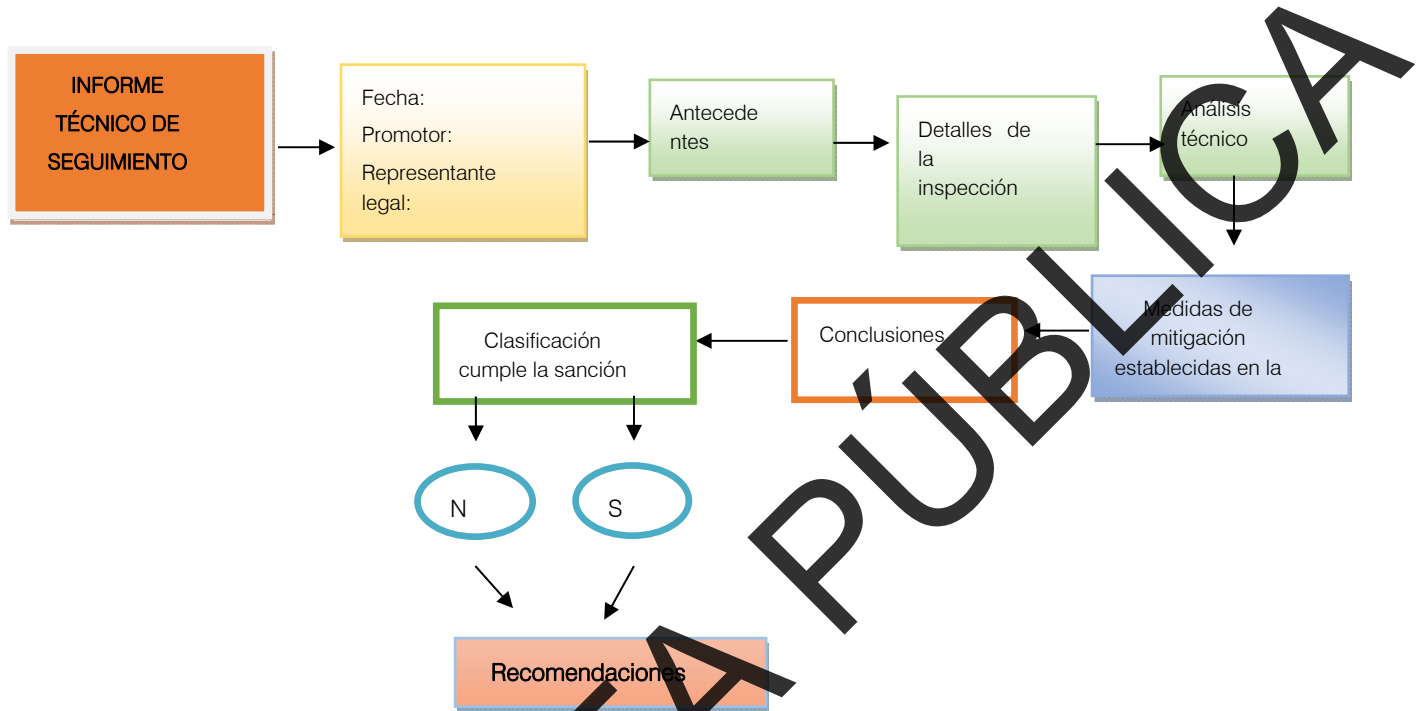 INFORME
TÉCNICO DE
SEGUIMIENTO
Fecha:
Promotor:
Representante
legal:
Antecede
ntes
Detalles de
la
inspección
Análisis
técnico
Medidas de
mitigación
establecidas en la
Conclusiones
Clasificación
cumple la sanción
N
S
Recomendaciones
TA PÚBLICA